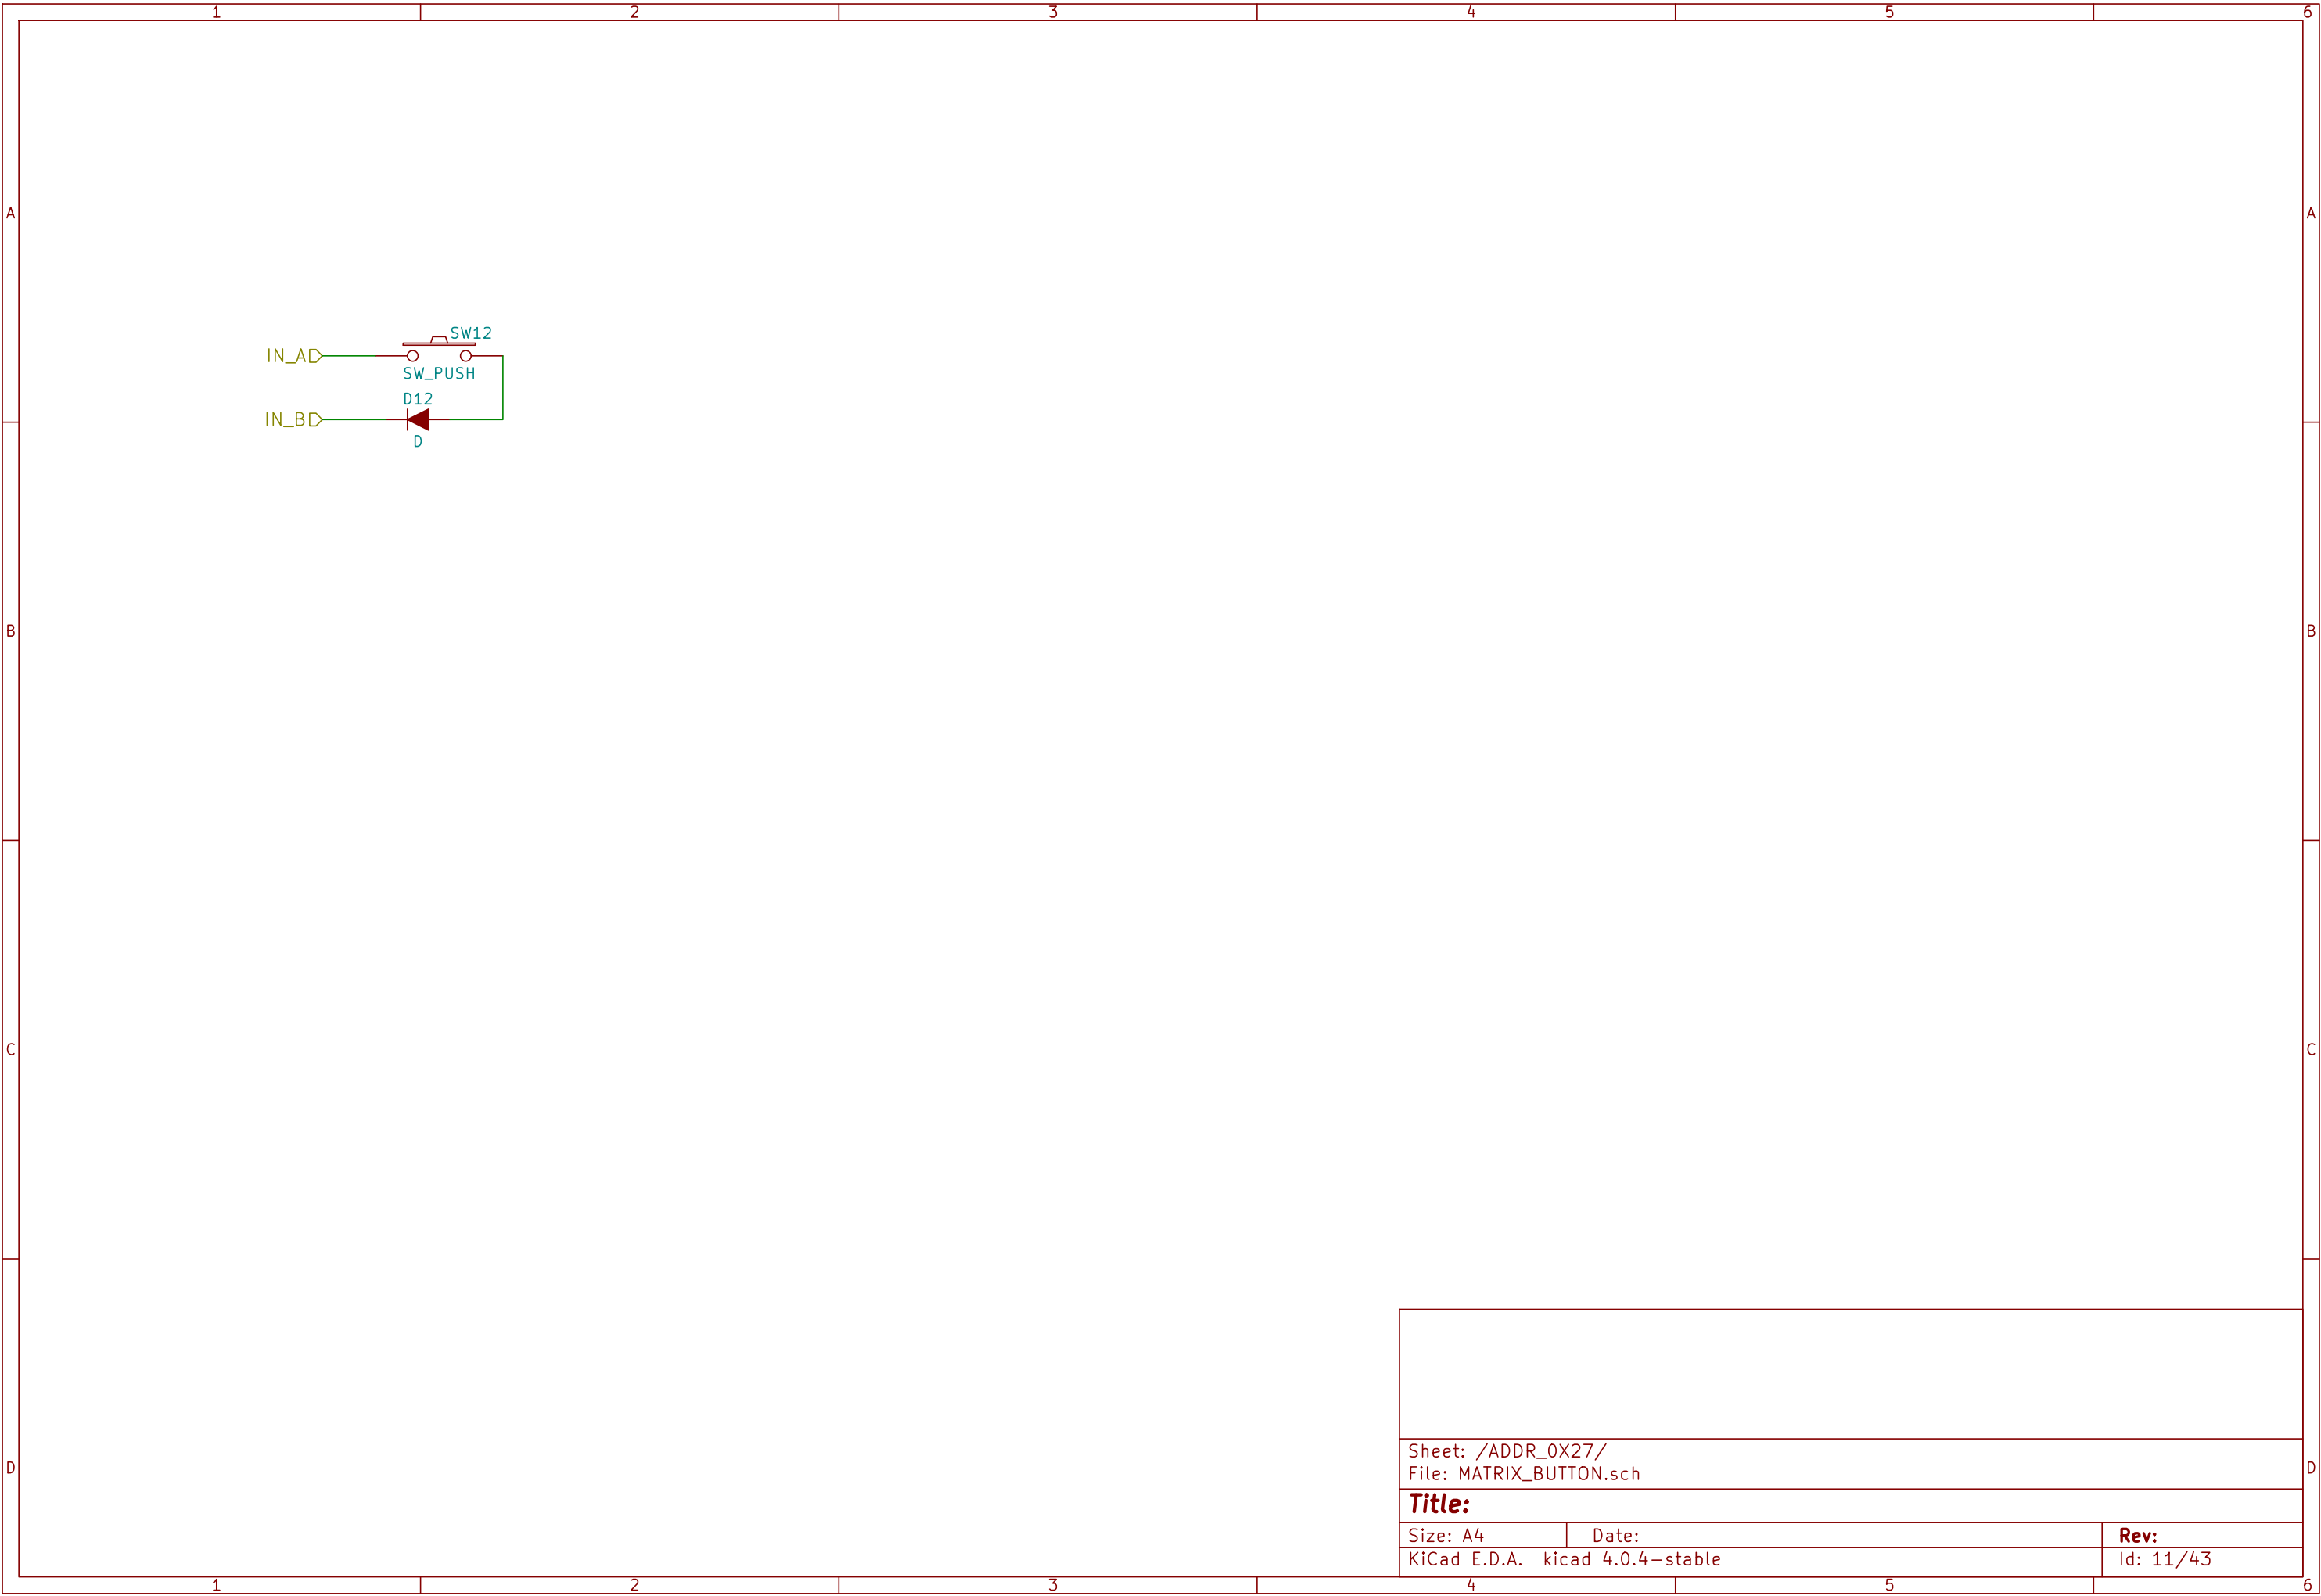 1 2 3 4 5 6
A A
IN_A SW12
SW_PUSH
D12
IN_B
D
B B
C C
Sheet: /ADDR_0X27/
File: MATRIX_BUTTON.sch
D D
Title:
Size: A4 Date: Rev:
KiCad E.D.A. kicad 4.0.4-stable Id: 11/43
1 2 3 4 5 6